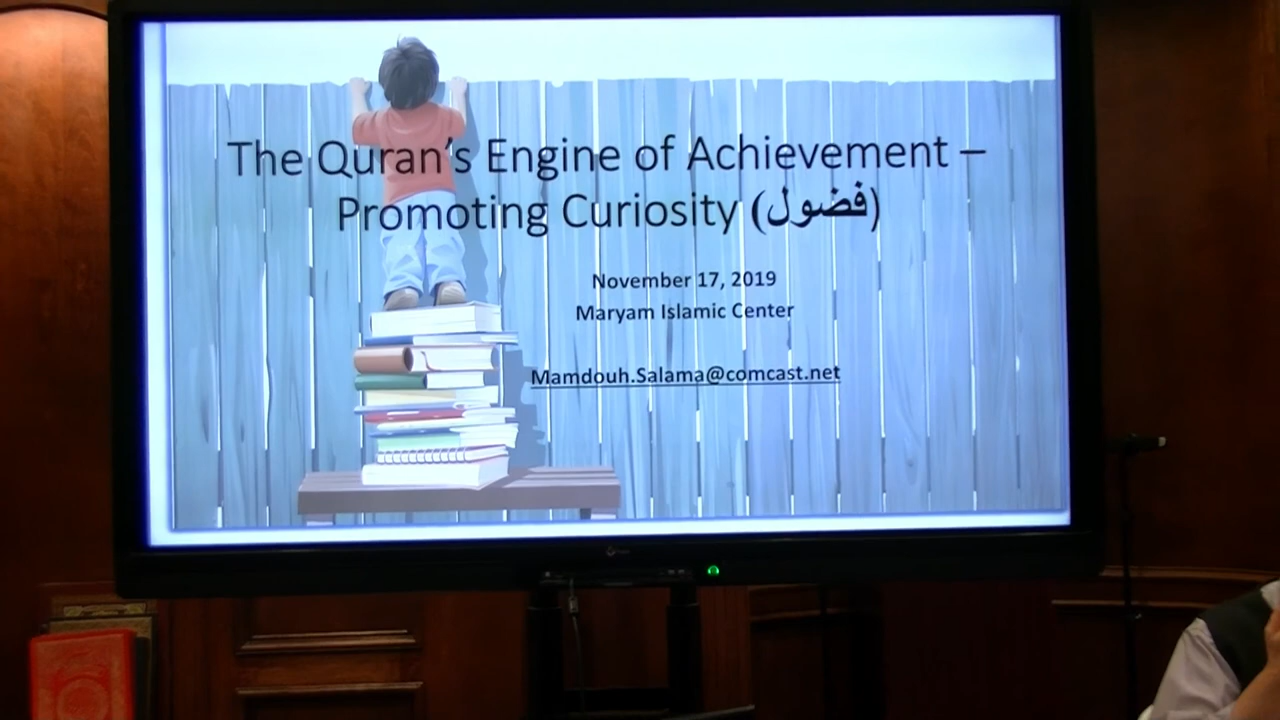 The Quran's Engine of Achievement –
Promoting Curiosity (فضول)
November 17, 2019
Maryam Islamic Center
Mamdouh.Salama@comcast.net